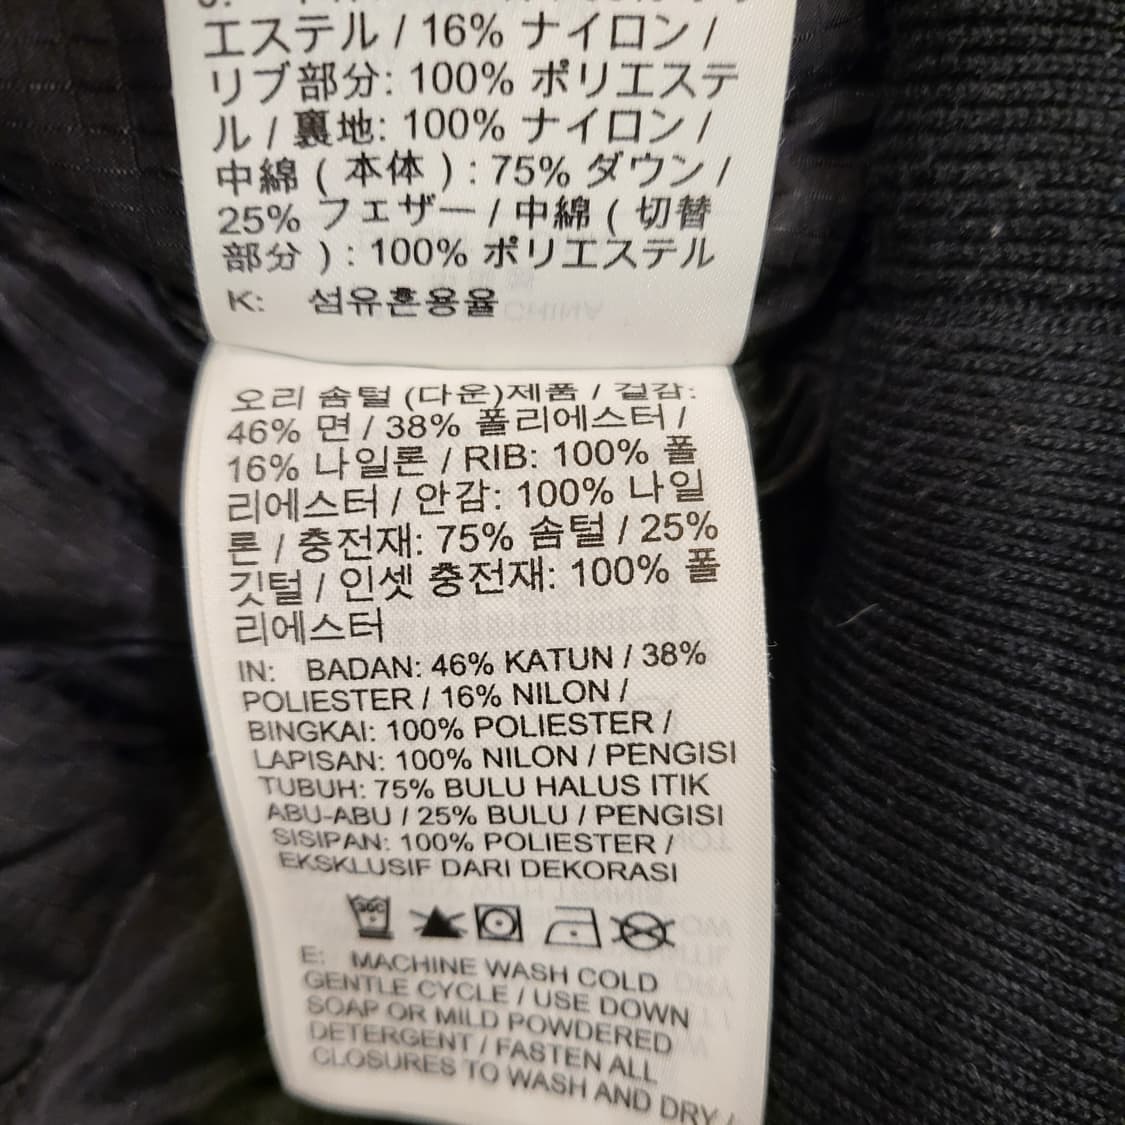 エステル / 16% ナイロン /
リブ部分: 100% ポリエステ
ル / 裏地: 100% ナイロン /
中綿 ( 本体 ) : 75% ダウン /
25% フェザー / 中綿 ( 切替
部分 ) : 100% ポリエステル
K: 섬유혼용율
오리 솜털 (다운)제품 / 겉감:
46% 면 / 38% 폴리에스터 /
16% 나일론 / RIB: 100% 폴
리에스터 / 안감: 100% 나일
론 / 충전재: 75% 솜털 / 25%
깃털 / 인셋 충전재: 100% 폴
리에스터
IN: BADAN: 46% KATUN / 38%
POLIESTER / 16% NILON /
BINGKAI: 100% POLIESTER /
LAPISAN: 100% NILON / PENGISI
TUBUH: 75% BULU HALUS ITIK
ABU-ABU / 25% BULU / PENGISI
SISIPAN: 100% POLIESTER /
EKSKLUSIF DARI DEKORASI
E: MACHINE WASH COLD
GENTLE CYCLE / USE DOWN
SOAP OR MILD POWDERED
DETERGENT / FASTEN ALL
CLOSURES TO WASH AND DRY /